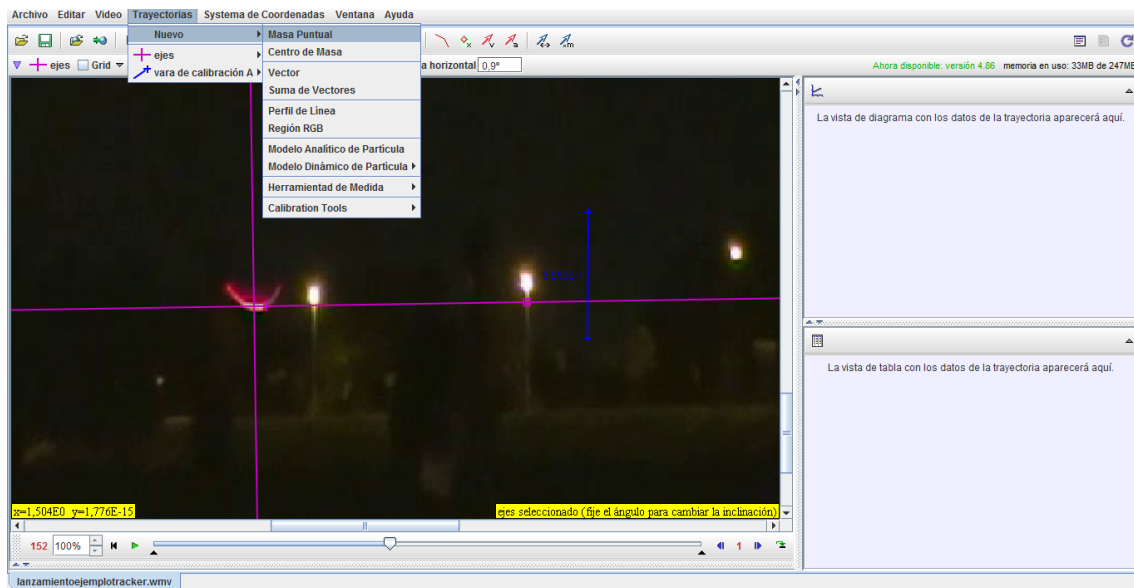 Archivo Editar Video Trayectorias Systema de Coordenadas Ventana Ayuda
ejes Grid a horizontal 0,9° Ahora disponible: versión 4.86 memoria en uso: 33MB de 247MB
Nuevo
ejes
vara de calibración A
Masa Puntual
Centro de Masa
Vector
Suma de Vectores
Perfil de Línea
Región RGB
Modelo Analítico de Partícula
Modelo Dinámico de Partícula
Herramientad de Medida
Calibration Tools
La vista de diagrama con los datos de la trayectoria aparecerá aquí.
La vista de tabla con los datos de la trayectoria aparecerá aquí.
x=1,504E0 y=1,776E-15
ejes seleccionado (fije el ángulo para cambiar la inclinación)
152 100% 1
lanzamientoejemplotracker.wmv